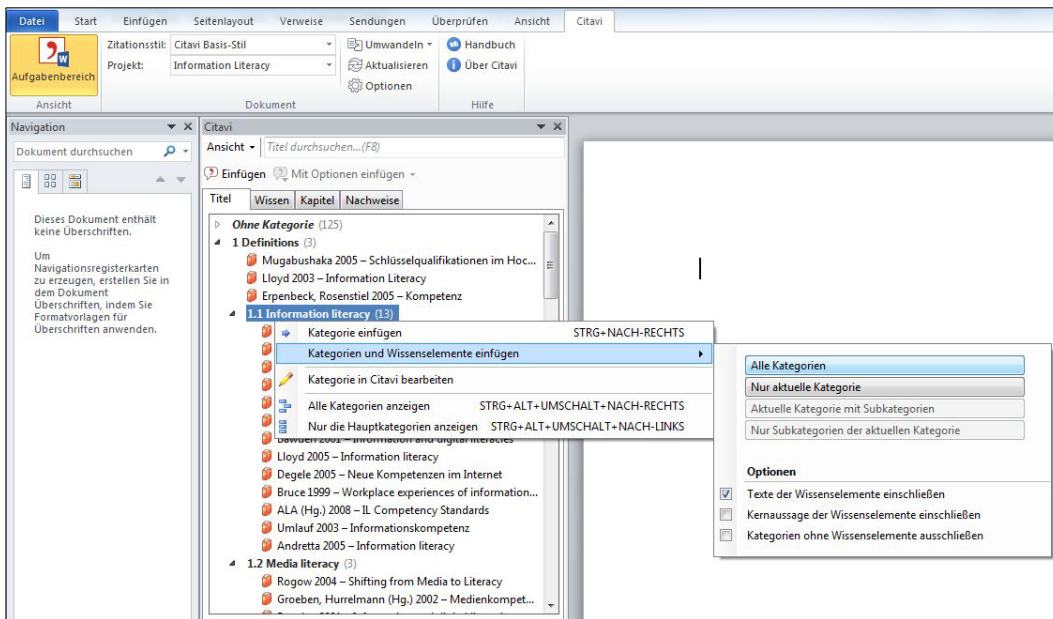 Datei Start Einfügen Seitenlayout Verweise Sendungen Überprüfen Ansicht Citavi
Aufgabenbereich
Ansicht
Zitationsstil: Citavi Basis-Stil
Projekt: Information Literacy
Umwandeln
Aktualisieren
Optionen
Dokument
Handbuch
Über Citavi
Hilfe
Navigation
Dokument durchsuchen
Dieses Dokument enthält
keine Überschriften.
Um
Navigationsregisterkarten
zu erzeugen, erstellen Sie in
dem Dokument
Überschriften, indem Sie
Formatvorlagen für
Überschriften anwenden.
Citavi
Ansicht Titel durchsuchen...(F8)
Einfügen Mit Optionen einfügen
Titel Wissen Kapitel Nachweise
Ohne Kategorie (125)
1 Definitions (3)
Mugabushaka 2005 – Schlüsselqualifikationen im Hoc...
Lloyd 2003 – Information Literacy
Erpenbeck, Rosenstiel 2005 – Kompetenz
1.1 Information literacy (13)
Kategorie einfügen STRG+NACH-RECHTS
Kategorien und Wissenselemente einfügen
Kategorie in Citavi bearbeiten
Alle Kategorien anzeigen STRG+ALT+UMSCHALT+NACH-RECHTS
Nur die Hauptkategorien anzeigen STRG+ALT+UMSCHALT+NACH-LINKS
Alle Kategorien
Nur aktuelle Kategorie
Aktuelle Kategorie mit Subkategorien
Nur Subkategorien der aktuellen Kategorie
Optionen
Texte der Wissenselemente einschließen
Kernaussage der Wissenselemente einschließen
Kategorien ohne Wissenselemente ausschließen
Bawden 2001 – Information and digital literacies
Lloyd 2005 – Information literacy
Degele 2005 – Neue Kompetenzen im Internet
Bruce 1999 – Workplace experiences of information...
ALA (Hg.) 2008 – IL Competency Standards
Umlauf 2003 – Informationskompetenz
Andretta 2005 – Information literacy
1.2 Media literacy (3)
Rogow 2004 – Shifting from Media to Literacy
Groeben, Hurrelmann (Hg.) 2002 – Medienkompet...